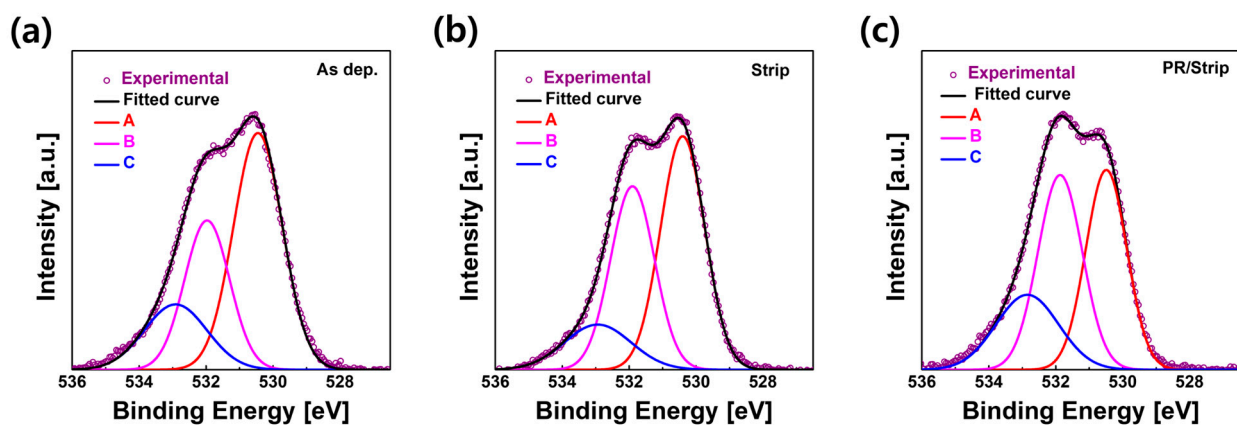 (a)
As dep.
Experimental
Fitted curve
A
B
C
Intensity [a.u.]
536 534 532 530 528
Binding Energy [eV]
(b)
Strip
Experimental
Fitted curve
A
B
C
Intensity [a.u.]
536 534 532 530 528
Binding Energy [eV]
(c)
PR/Strip
Experimental
Fitted curve
A
B
C
Intensity [a.u.]
536 534 532 530 528
Binding Energy [eV]